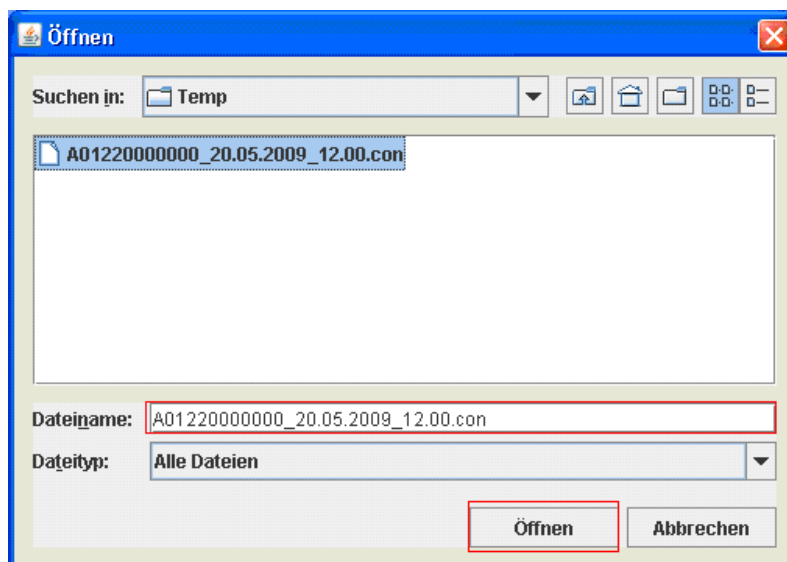 Öffnen
Suchen in: Temp
A01220000000_20.05.2009_12.00.con
Dateiname: A01220000000_20.05.2009_12.00.con
Dateityp: Alle Dateien
Öffnen Abbrechen